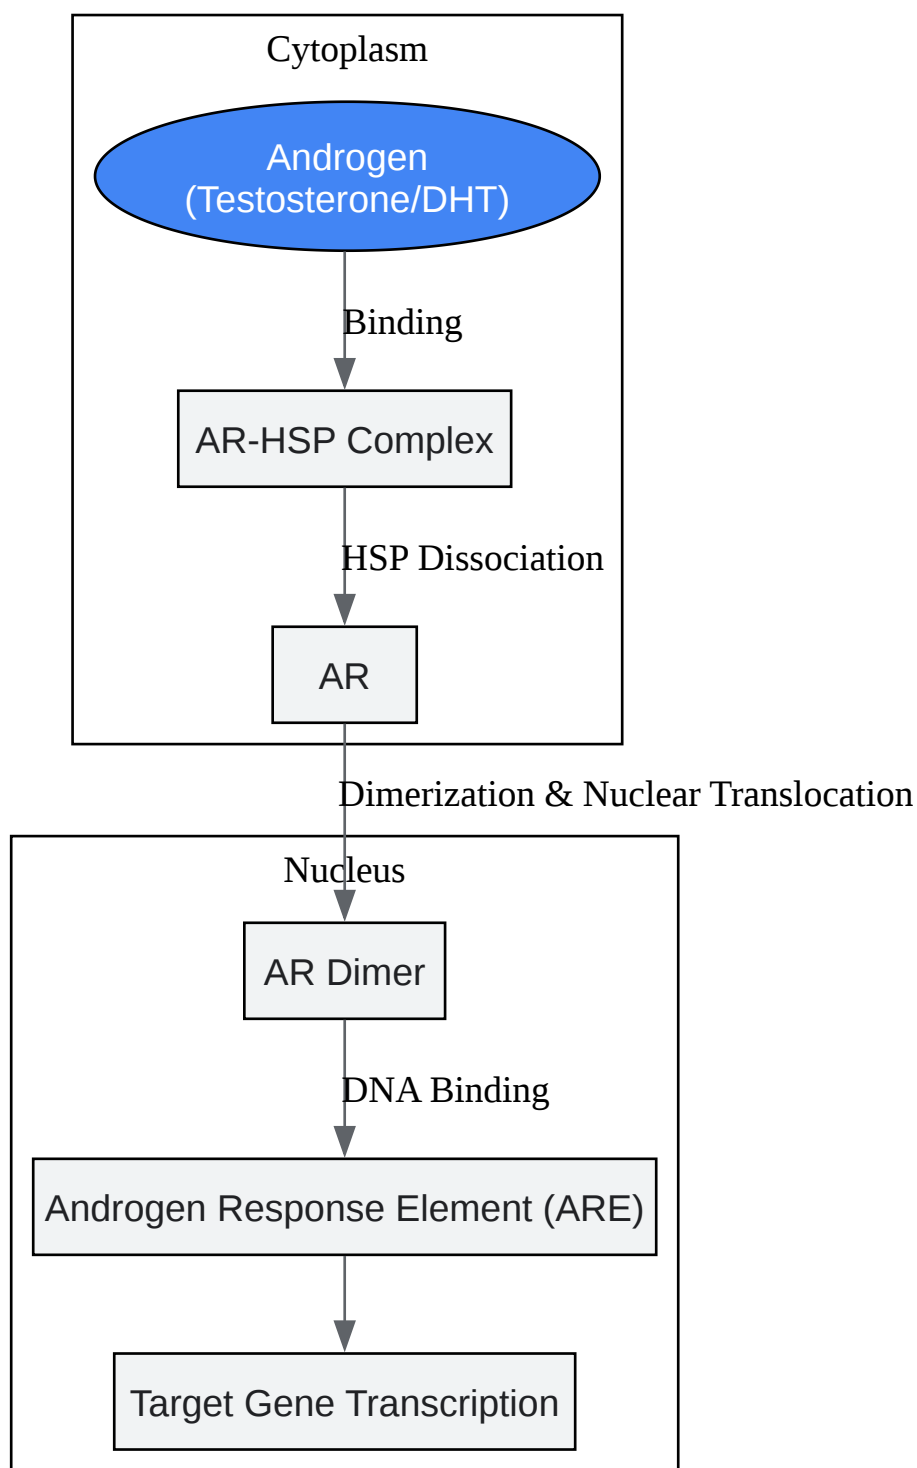 Cytoplasm
Androgen
(Testosterone/DHT)
Binding
AR-HSP Complex
HSP Dissociation
AR
Dimerization & Nuclear Translocation
Nucleus
AR Dimer
DNA Binding
Androgen Response Element (ARE)
Target Gene Transcription